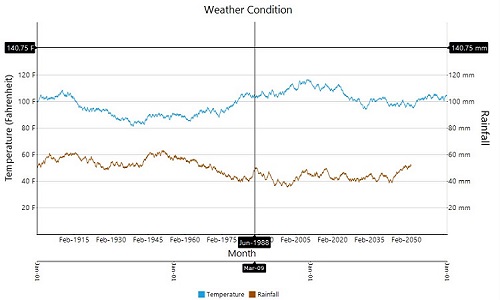 Weather Condition
140.75 F
140.75 mm
120 F
120 mm
100 F
100 mm
80 F
80 mm
60 F
60 mm
40 F
40 mm
20 F
20 mm
Temperature (Fahrenheit)
Rainfall
Feb-1915 Feb-1930 Feb-1945 Feb-1960 Feb-1975 Jun-1988 Feb-2005 Feb-2020 Feb-2035 Feb-2050
Month
Mar-09
Temperature Rainfall